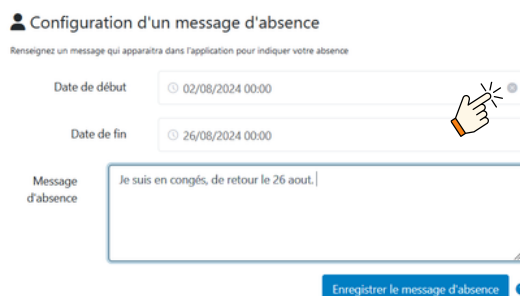 Configuration d'un message d'absence
Renseignez un message qui apparaitra dans l'application pour indiquer votre absence
Date de début 02/08/2024 00:00
Date de fin 26/08/2024 00:00
Message Je suis en congés, de retour le 26 aout.
d'absence
Enregistrer le message d'absence